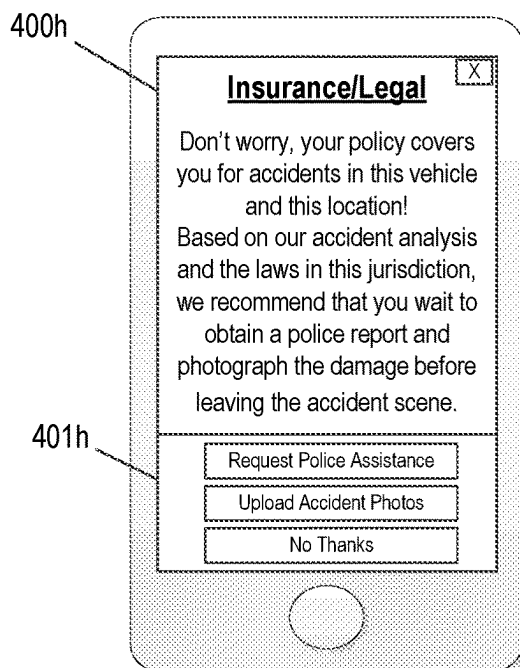 400h
X
Insurance/Legal
Don't worry, your policy covers
you for accidents in this vehicle
and this location!
Based on our accident analysis
and the laws in this jurisdiction,
we recommend that you wait to
obtain a police report and
photograph the damage before
leaving the accident scene.
401h
Request Police Assistance
Upload Accident Photos
No Thanks